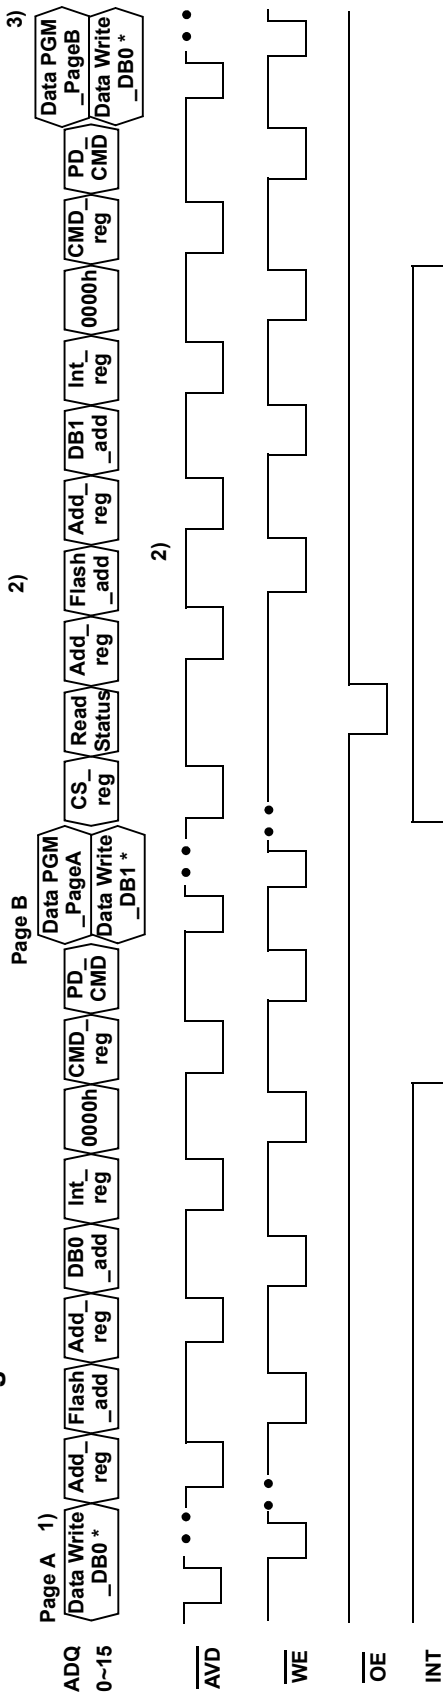 Page A 1)
Page B
2)
3)
ADQ
0~15
Data Write
_DB0 *
Add_
reg
Flash
_add
Add_
reg
DB0
_add
Int_
reg
0000h
CMD_
reg
PD_
CMD
Data PGM
_PageA
Data Write
_DB1 *
CS_
reg
Read
Status
Add_
reg
Flash
_add
Add_
reg
DB1
_add
Int_
reg
0000h
CMD_
reg
PD_
CMD
Data PGM
_PageB
Data Write
_DB0 *
2)
AVD
WE
OE
INT